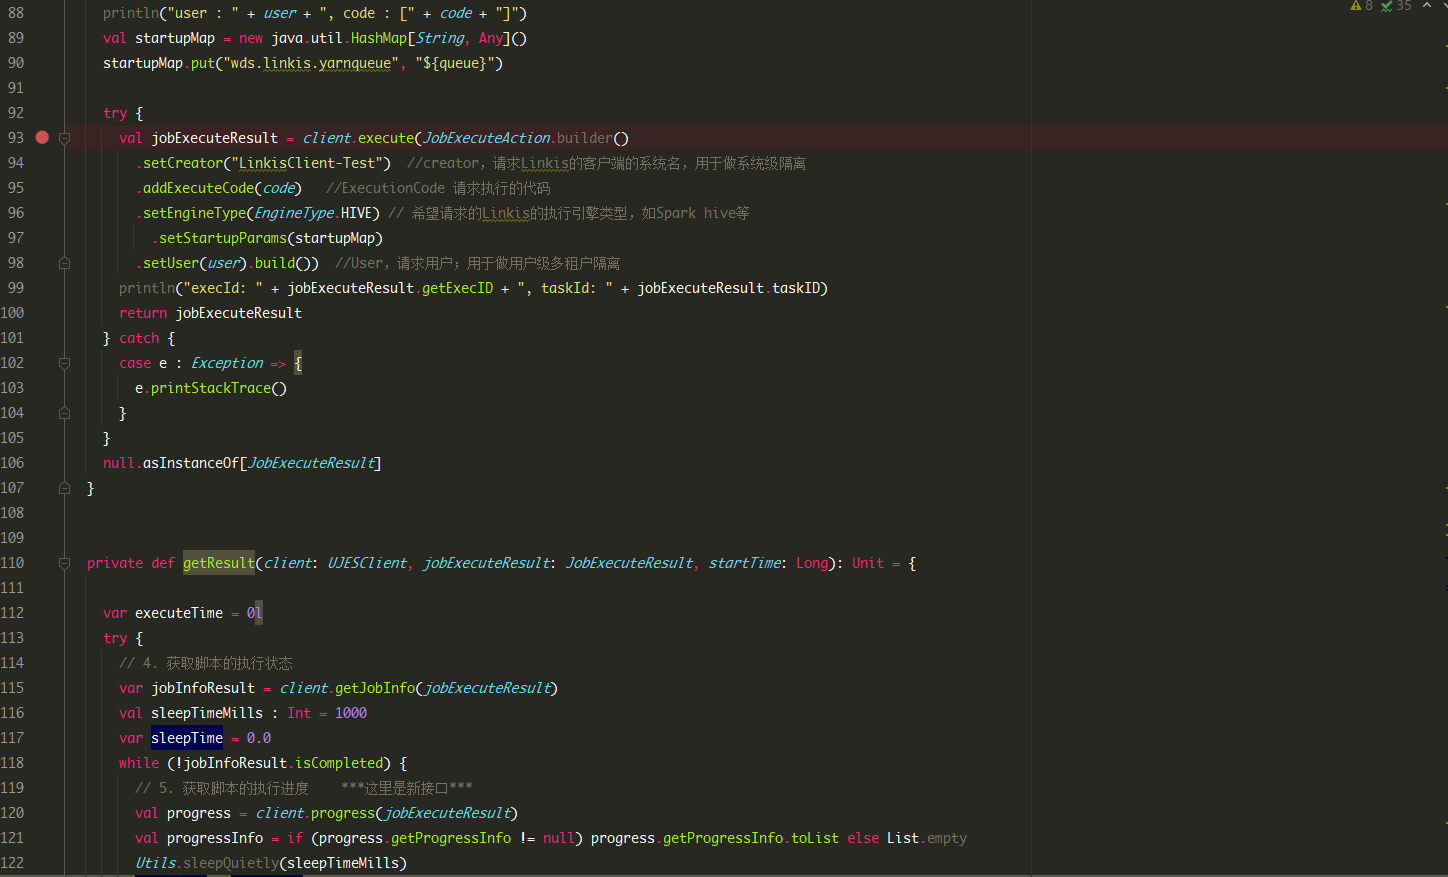 8 35
88 println("user : " + user + ", code : [" + code + "]")
89 val startupMap = new java.util.HashMap[String, Any]()
90 startupMap.put("wds.linkis.yarnqueue", "${queue}")
91
92 try {
93 val jobExecuteResult = client.execute(JobExecuteAction.builder()
94 .setCreator("LinkisClient-Test")  //creator，请求Linkis的客户端的系统名，用于做系统级隔离
95 .addExecuteCode(code)   //ExecutionCode 请求执行的代码
96 .setEngineType(EngineType.HIVE) // 希望请求的Linkis的执行引擎类型，如Spark hive等
97 .setStartupParams(startupMap)
98 .setUser(user).build())  //User，请求用户；用于做用户级多租户隔离
99 println("execId: " + jobExecuteResult.getExecID + ", taskId: " + jobExecuteResult.taskID)
100 return jobExecuteResult
101 } catch {
102 case e : Exception => {
103 e.printStackTrace()
104 }
105 }
106 null.asInstanceOf[JobExecuteResult]
107 }
108
109
110 private def getResult(client: UJESClient, jobExecuteResult: JobExecuteResult, startTime: Long): Unit = {
111
112 var executeTime = 0l
113 try {
114 // 4. 获取脚本的执行状态
115 var jobInfoResult = client.getJobInfo(jobExecuteResult)
116 val sleepTimeMills : Int = 1000
117 var sleepTime = 0.0
118 while (!jobInfoResult.isCompleted) {
119 // 5. 获取脚本的执行进度    ***这里是新接口***
120 val progress = client.progress(jobExecuteResult)
121 val progressInfo = if (progress.getProgressInfo != null) progress.getProgressInfo.toList else List.empty
122 Utils.sleepQuietly(sleepTimeMills)